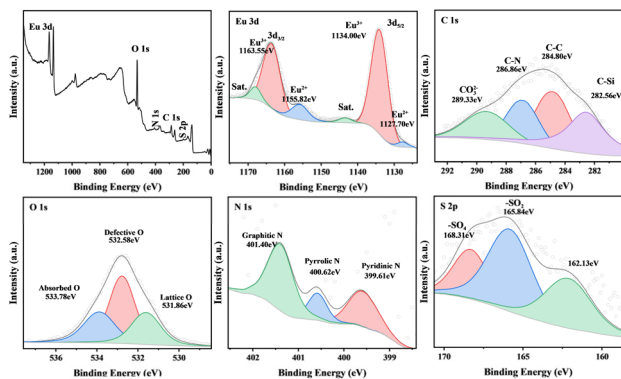 Eu 3d
O 1s
N 1s
C 1s
S 2p
Intensity (a.u.)
1200 1000 800 600 400 200 0
Binding Energy (eV)
Eu 3d
Eu³⁺
1163.55eV
3d₃/₂
Eu³⁺
1134.00eV
3d₅/₂
Sat.
Eu²⁺
1155.82eV
Sat.
Eu²⁺
1127.70eV
Intensity (a.u.)
1170 1160 1150 1140 1130
Binding Energy (eV)
C 1s
C-C
284.80eV
C-N
286.86eV
C-Si
282.56eV
CO₃²⁻
289.33eV
Intensity (a.u.)
292 290 288 286 284 282 280
Binding Energy (eV)
O 1s
Defective O
532.58eV
Absorbed O
533.78eV
Lattice O
531.86eV
Intensity (a.u.)
536 534 532 530
Binding Energy (eV)
N 1s
Graphitic N
401.40eV
Pyrrolic N
400.62eV
Pyridinic N
399.61eV
Intensity (a.u.)
402 401 400 399
Binding Energy (eV)
S 2p
-SO₂
165.84eV
-SO₄
168.31eV
162.13eV
Intensity (a.u.)
170 165 160
Binding Energy (eV)